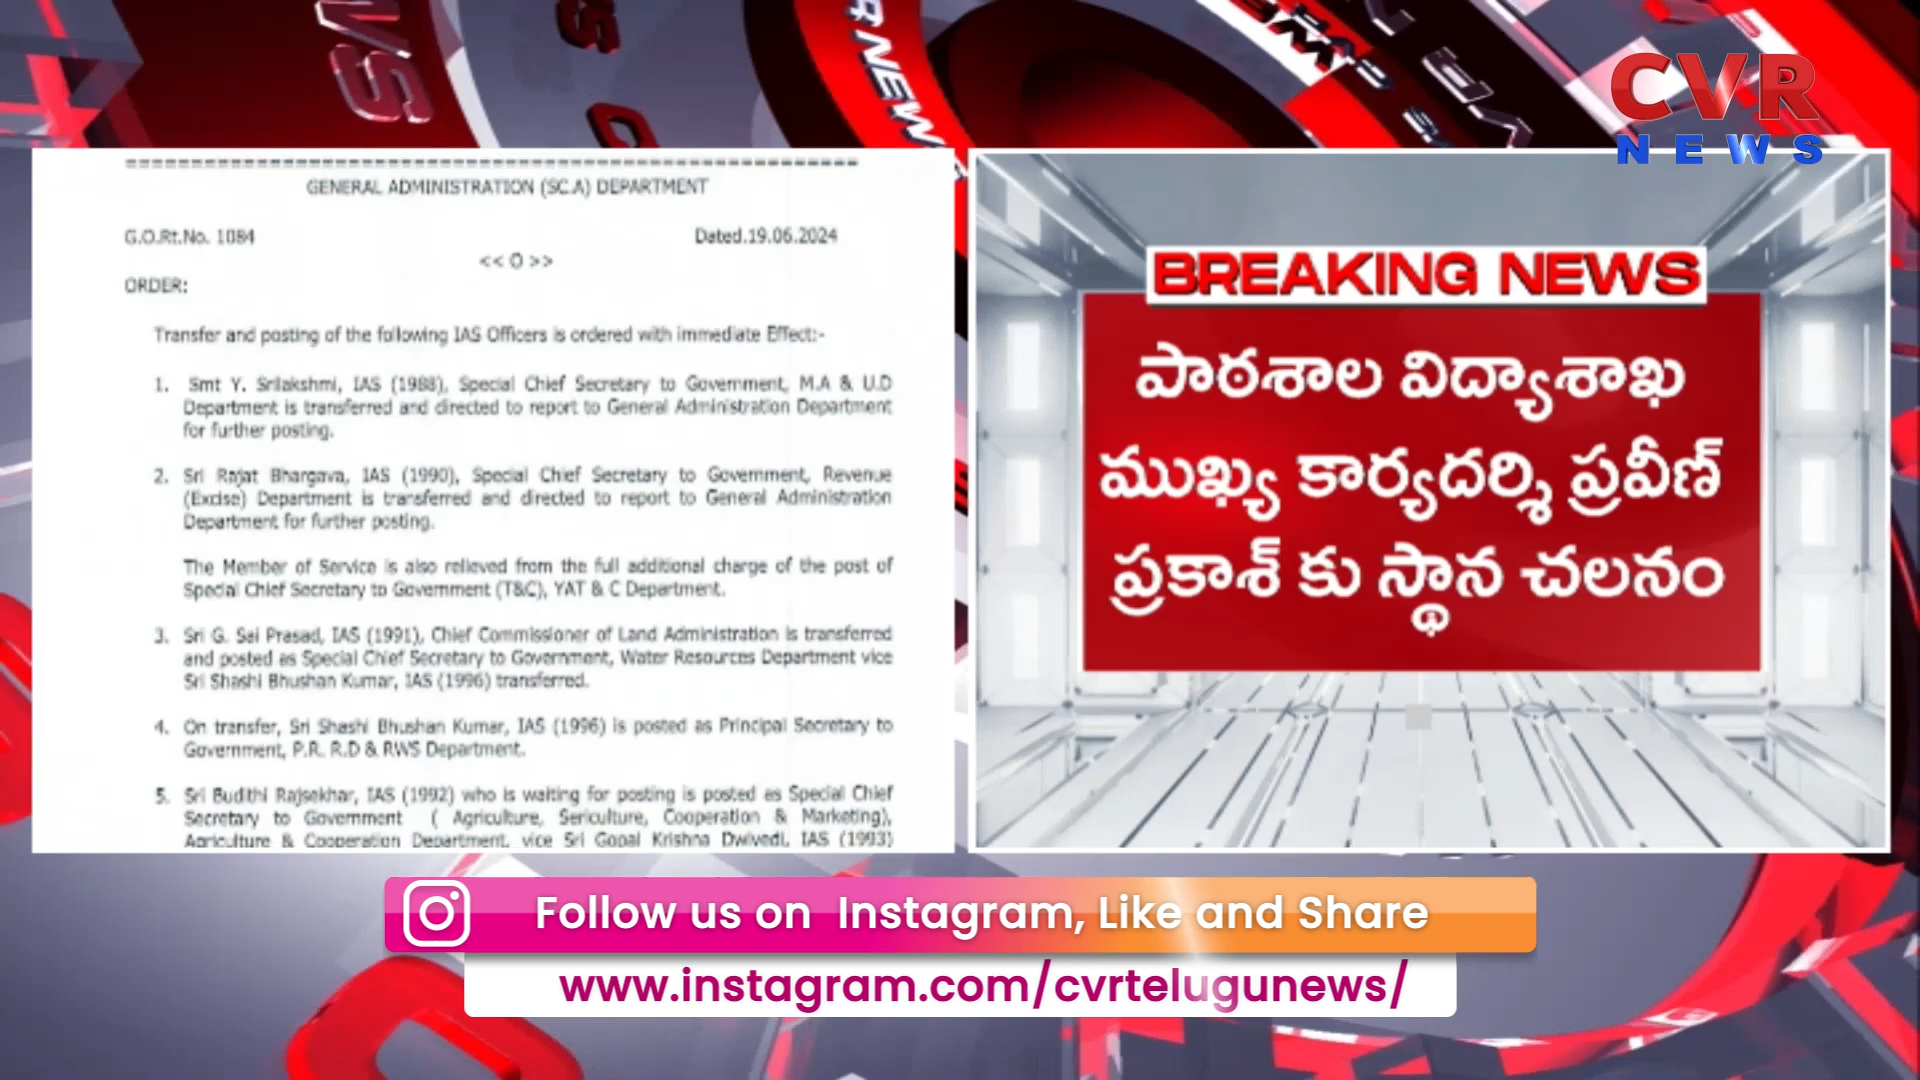 CVR
NEWS
GENERAL ADMINISTRATION (SC.A) DEPARTMENT
G.O.Rt.No. 1084 Dated.19.06.2024
<< 0 >>
ORDER:
Transfer and posting of the following IAS Officers is ordered with immediate Effect:-
1. Smt Y. Srilakshmi, IAS (1988), Special Chief Secretary to Government, M.A & U.D
Department is transferred and directed to report to General Administration Department
for further posting.
2. Sri Rajat Bhargava, IAS (1990), Special Chief Secretary to Government, Revenue
(Excise) Department is transferred and directed to report to General Administration
Department for further posting.
The Member of Service is also relieved from the full additional charge of the post of
Special Chief Secretary to Government (T&C), YAT & C Department.
3. Sri G. Sai Prasad, IAS (1991), Chief Commissioner of Land Administration is transferred
and posted as Special Chief Secretary to Government, Water Resources Department vice
Sri Shashi Bhushan Kumar, IAS (1996) transferred.
4. On transfer, Sri Shashi Bhushan Kumar, IAS (1996) is posted as Principal Secretary to
Government, P.R. R.D & RWS Department.
5. Sri Budithi Rajsekhar, IAS (1992) who is waiting for posting is posted as Special Chief
Secretary to Government ( Agriculture, Sericulture, Cooperation & Marketing),
Agriculture & Cooperation Department. vice Sri Gopal Krishna Dwivedi, IAS (1993)
BREAKING NEWS
పాఠశాల విద్యాశాఖ
ముఖ్య కార్యదర్శి ప్రవీణ్
ప్రకాశ్ కు స్థాన చలనం
Follow us on Instagram, Like and Share
www.instagram.com/cvrtelugunews/